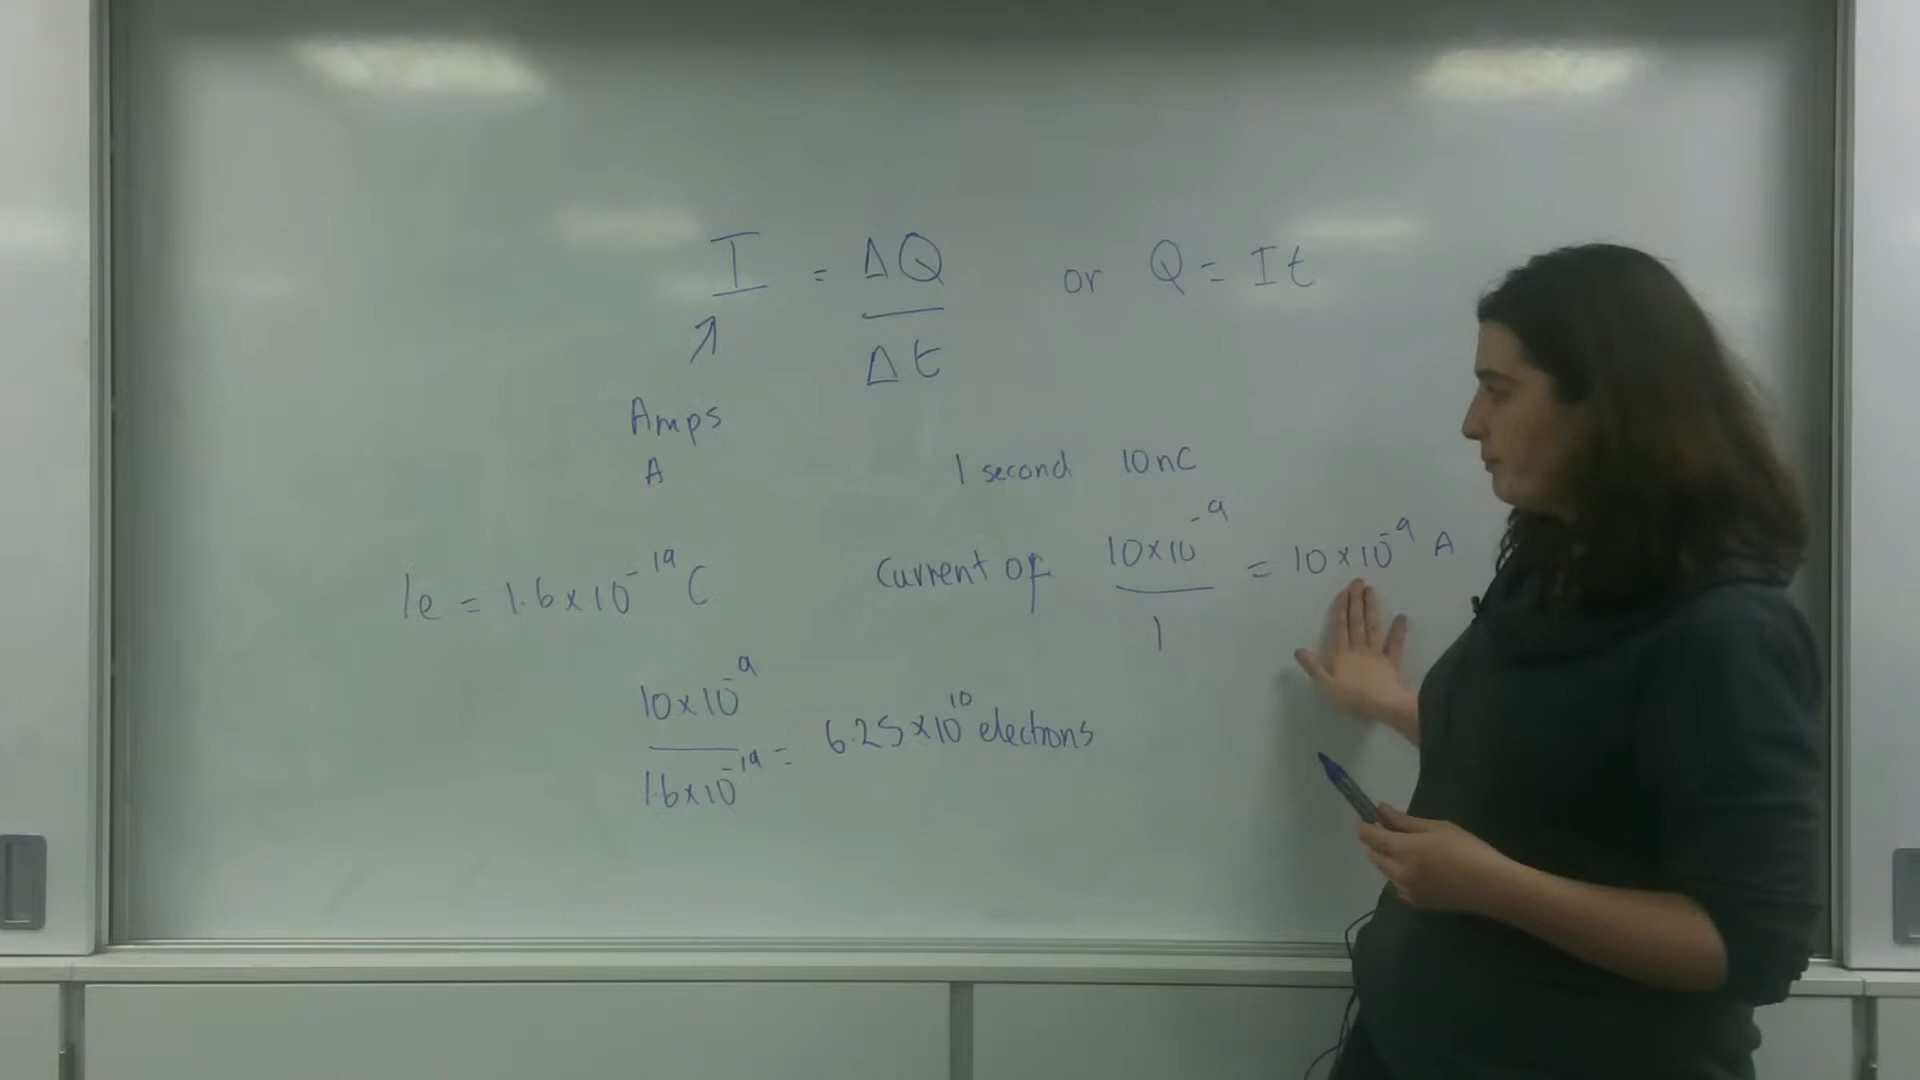 I = ΔQ / Δt or Q = It
↗
Amps
A
1 second 10nC
1e = 1.6 × 10⁻¹⁹ C
Current of 10×10⁻⁹ / 1 = 10×10⁻⁹ A
10×10⁻⁹ / 1.6×10⁻¹⁹ = 6.25×10¹⁰ electrons